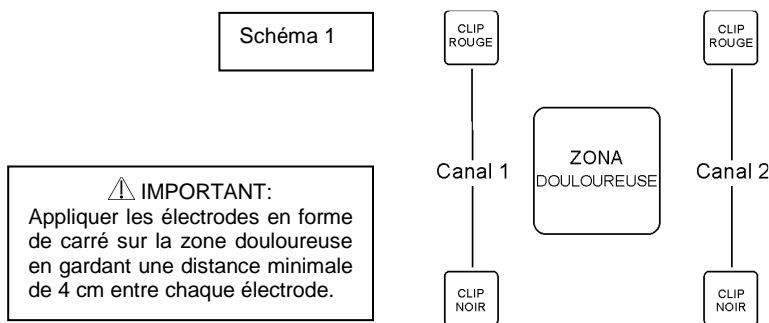 Schéma 1
CLIP
ROUGE
CLIP
ROUGE
Canal 1
ZONA
DOULOUREUSE
Canal 2
⚠ IMPORTANT:
Appliquer les électrodes en forme
de carré sur la zone douloureuse
en gardant une distance minimale
de 4 cm entre chaque électrode.
CLIP
NOIR
CLIP
NOIR